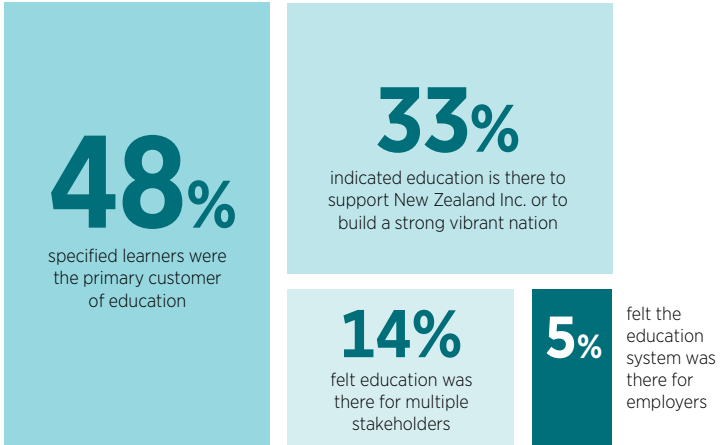 48%
specified learners were
the primary customer
of education
33%
indicated education is there to
support New Zealand Inc. or to
build a strong vibrant nation
14%
felt education was
there for multiple
stakeholders
5%
felt the
education
system was
there for
employers